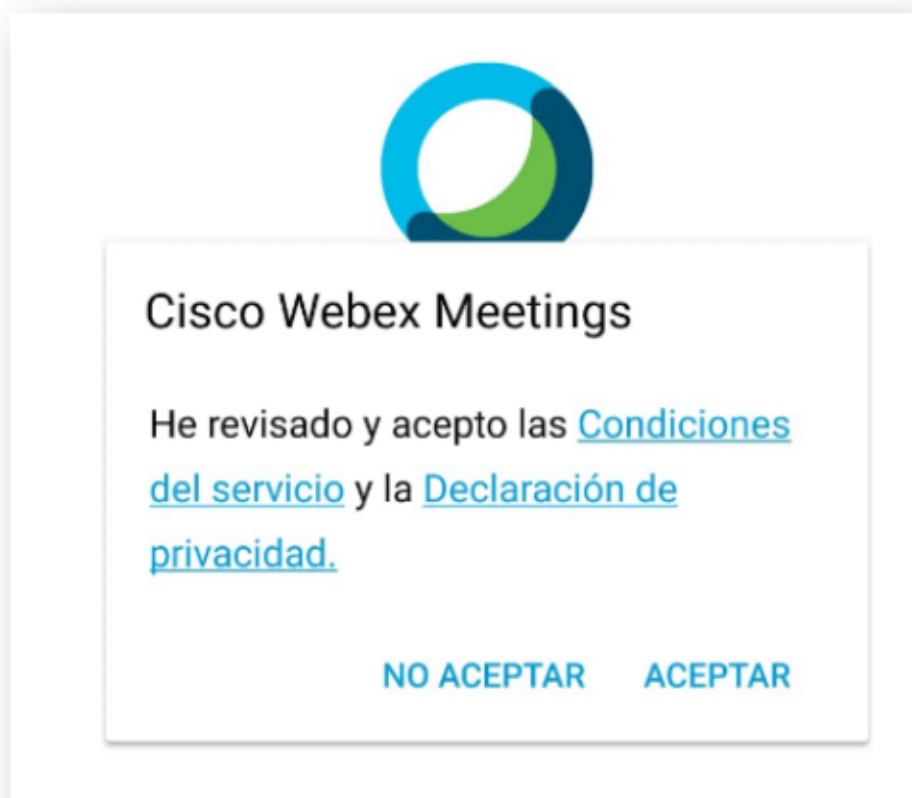 Cisco Webex Meetings
He revisado y acepto las Condiciones
del servicio y la Declaración de
privacidad.
NO ACEPTAR ACEPTAR